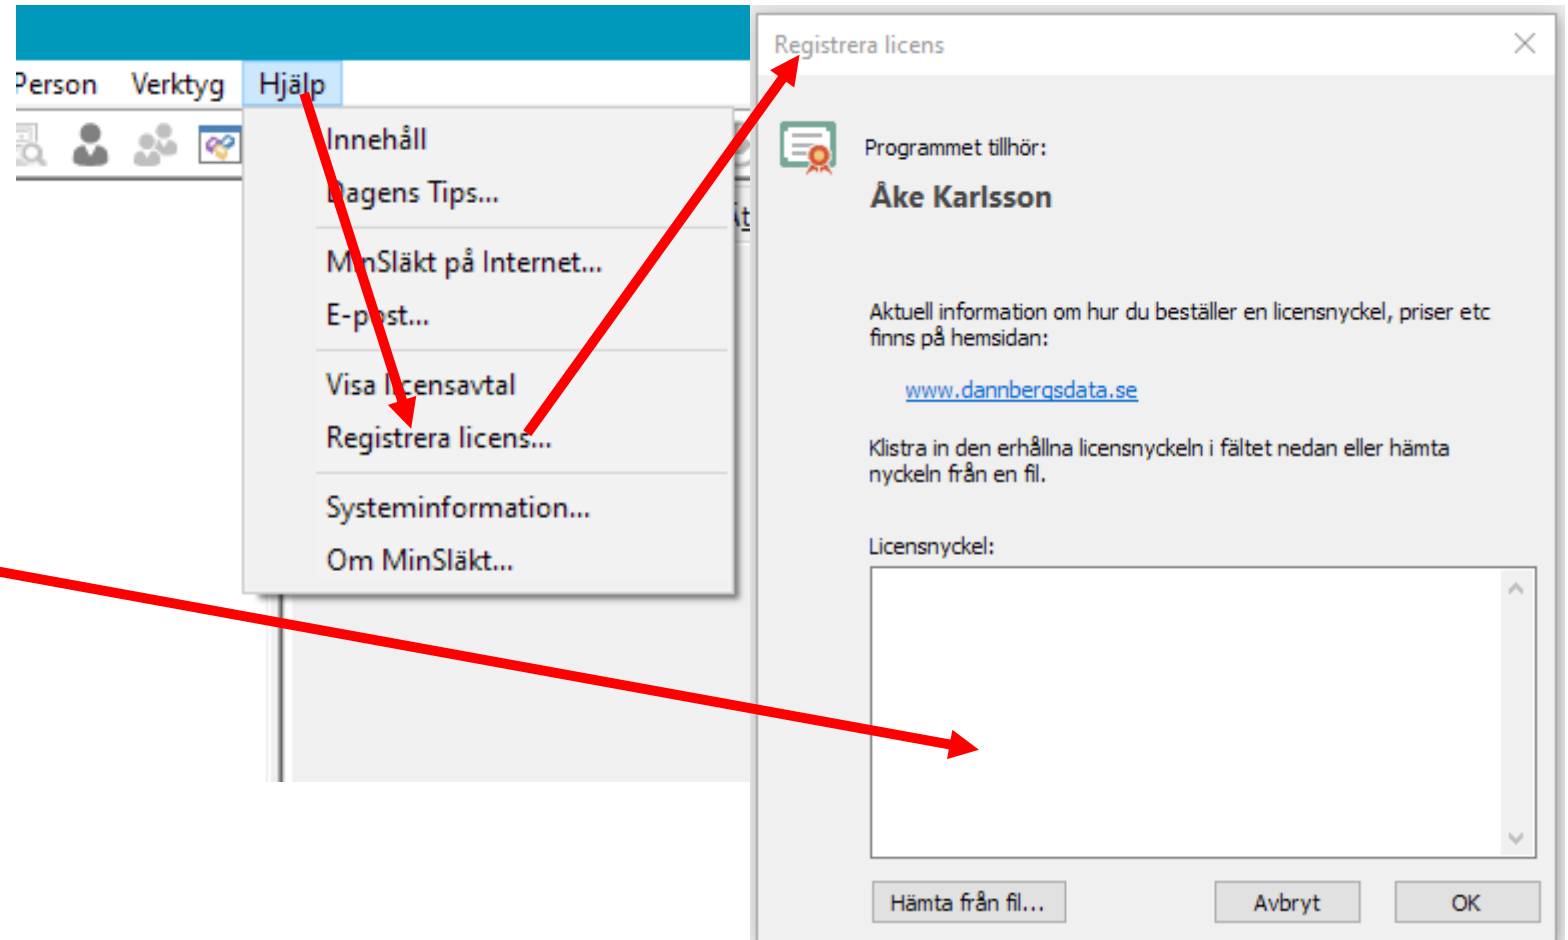 Person Verktyg Hjälp
Innehåll
Dagens Tips...
MinSläkt på Internet...
E-post...
Visa licensavtal
Registrera licens...
Systeminformation...
Om MinSläkt...
Registrera licens
Programmet tillhör:
Åke Karlsson
Aktuell information om hur du beställer en licensnyckel, priser etc
finns på hemsidan:
www.dannbergsdata.se
Klistra in den erhållna licensnyckeln i fältet nedan eller hämta
nyckeln från en fil.
Licensnyckel:
Hämta från fil... Avbryt OK